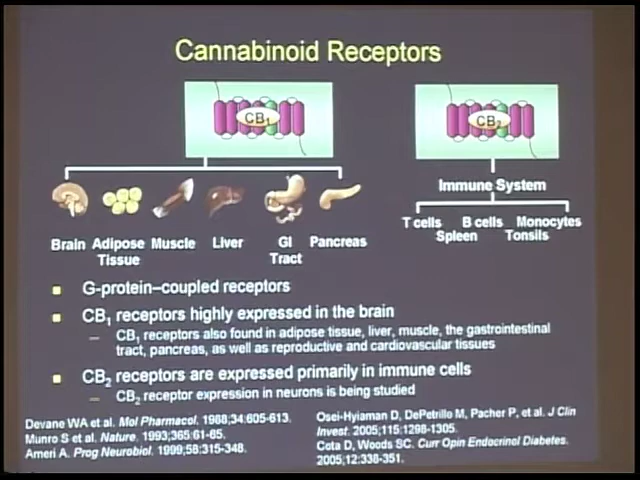 Cannabinoid Receptors
CB1
CB2
Immune System
T cells B cells Monocytes
Spleen Tonsils
Brain Adipose Tissue Muscle Liver GI Tract Pancreas
G-protein–coupled receptors
CB1 receptors highly expressed in the brain
– CB1 receptors also found in adipose tissue, liver, muscle, the gastrointestinal
tract, pancreas, as well as reproductive and cardiovascular tissues
CB2 receptors are expressed primarily in immune cells
– CB2 receptor expression in neurons is being studied
Devane WA et al. Mol Pharmacol. 1988;34:605-613.
Munro S et al. Nature. 1993;365:61-65.
Ameri A. Prog Neurobiol. 1999;58:315-348.
Osei-Hyiaman D, DePetrillo M, Pacher P, et al. J Clin
Invest. 2005;115:1298-1305.
Cota D, Woods SC. Curr Opin Endocrinol Diabetes.
2005;12:338-351.